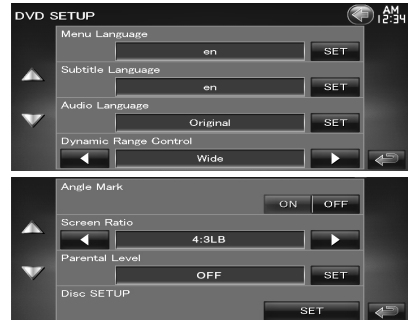 DVD SETUP
AM
12:34
Menu Language
en
SET
Subtitle Language
en
SET
Audio Language
Original
SET
Dynamic Range Control
Wide
Angle Mark
ON
OFF
Screen Ratio
4:3LB
Parental Level
OFF
SET
Disc SETUP
SET